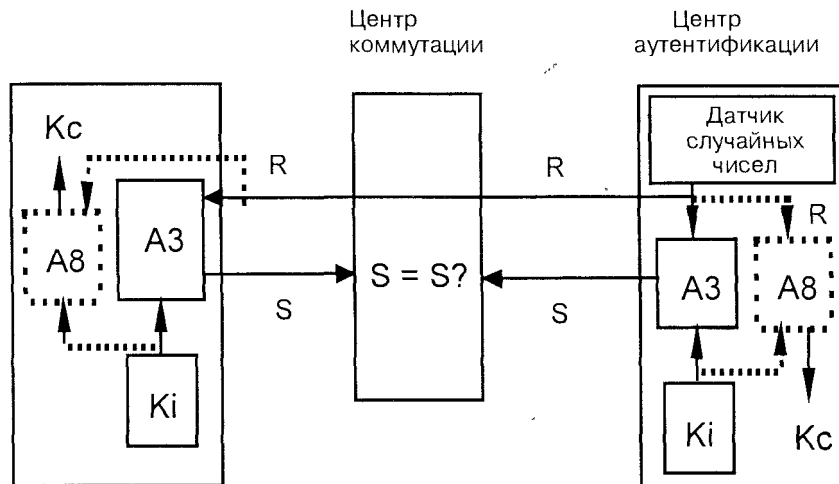 Центр
коммутации
Центр
аутентификации
Датчик
случайных
чисел
Kc
R
R
R
A3
A8
S = S?
A3
A8
S
S
Ki
Ki
Kc